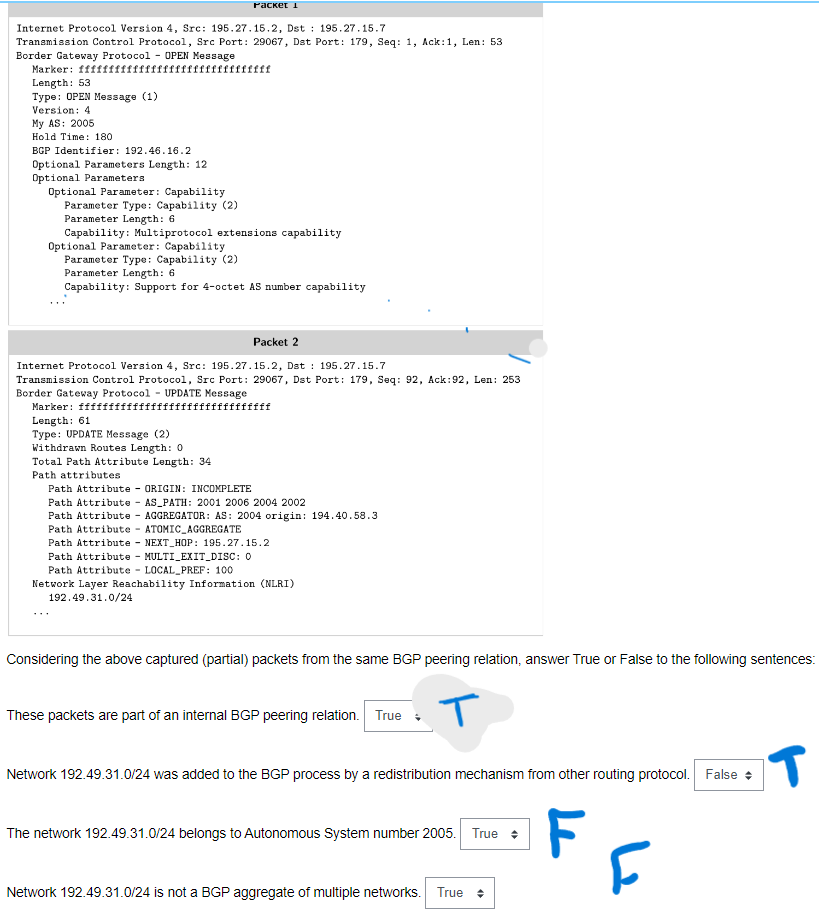 Packet 1
Internet Protocol Version 4, Src: 195.27.15.2, Dst : 195.27.15.7
Transmission Control Protocol, Src Port: 29067, Dst Port: 179, Seq: 1, Ack:1, Len: 53
Border Gateway Protocol - OPEN Message
Marker: ffffffffffffffffffffffffffffffff
Length: 53
Type: OPEN Message (1)
Version: 4
My AS: 2005
Hold Time: 180
BGP Identifier: 192.46.16.2
Optional Parameters Length: 12
Optional Parameters
Optional Parameter: Capability
Parameter Type: Capability (2)
Parameter Length: 6
Capability: Multiprotocol extensions capability
Optional Parameter: Capability
Parameter Type: Capability (2)
Parameter Length: 6
Capability: Support for 4-octet AS number capability
...
Packet 2
Internet Protocol Version 4, Src: 195.27.15.2, Dst : 195.27.15.7
Transmission Control Protocol, Src Port: 29067, Dst Port: 179, Seq: 92, Ack:92, Len: 253
Border Gateway Protocol - UPDATE Message
Marker: ffffffffffffffffffffffffffffffff
Length: 61
Type: UPDATE Message (2)
Withdrawn Routes Length: 0
Total Path Attribute Length: 34
Path attributes
Path Attribute - ORIGIN: INCOMPLETE
Path Attribute - AS_PATH: 2001 2006 2004 2002
Path Attribute - AGGREGATOR: AS: 2004 origin: 194.40.58.3
Path Attribute - ATOMIC_AGGREGATE
Path Attribute - NEXT_HOP: 195.27.15.2
Path Attribute - MULTI_EXIT_DISC: 0
Path Attribute - LOCAL_PREF: 100
Network Layer Reachability Information (NLRI)
192.49.31.0/24
...
Considering the above captured (partial) packets from the same BGP peering relation, answer True or False to the following sentences:
These packets are part of an internal BGP peering relation. True T
Network 192.49.31.0/24 was added to the BGP process by a redistribution mechanism from other routing protocol. False T
The network 192.49.31.0/24 belongs to Autonomous System number 2005. True F
Network 192.49.31.0/24 is not a BGP aggregate of multiple networks. True F